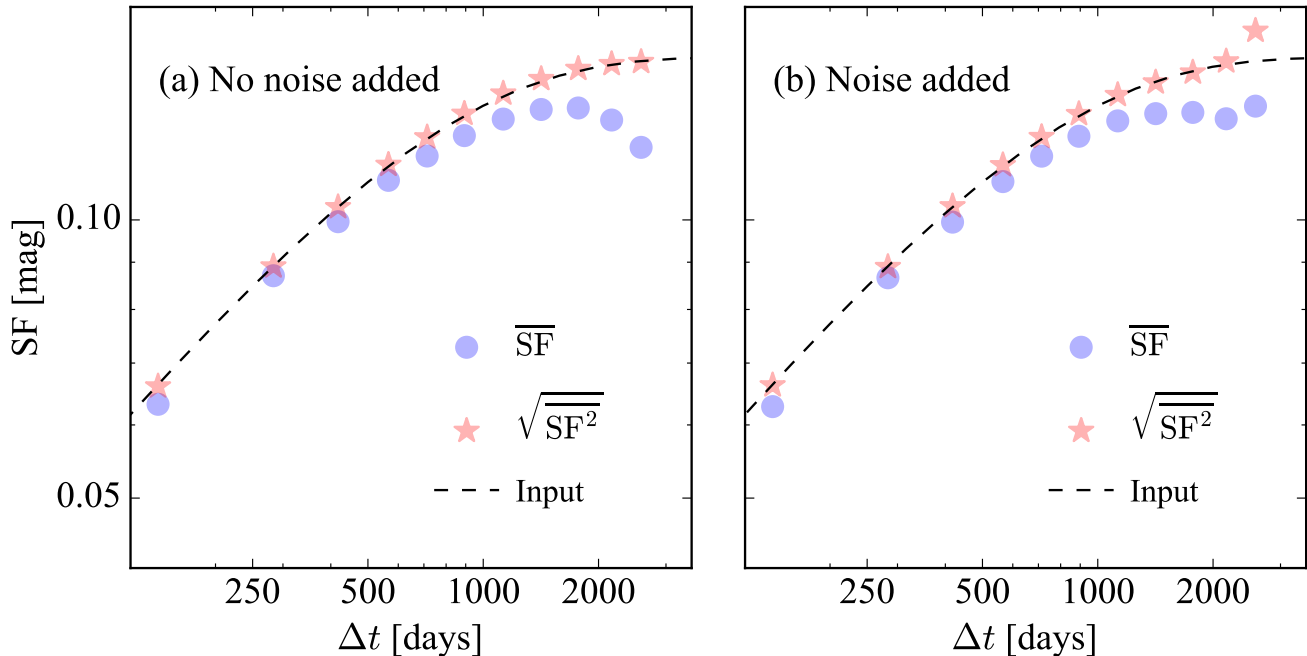 (a) No noise added
(b) Noise added
0.10
SF [mag]
SF
SF
√SF²
√SF²
Input
Input
0.05
250 500 1000 2000
250 500 1000 2000
Δt [days]
Δt [days]